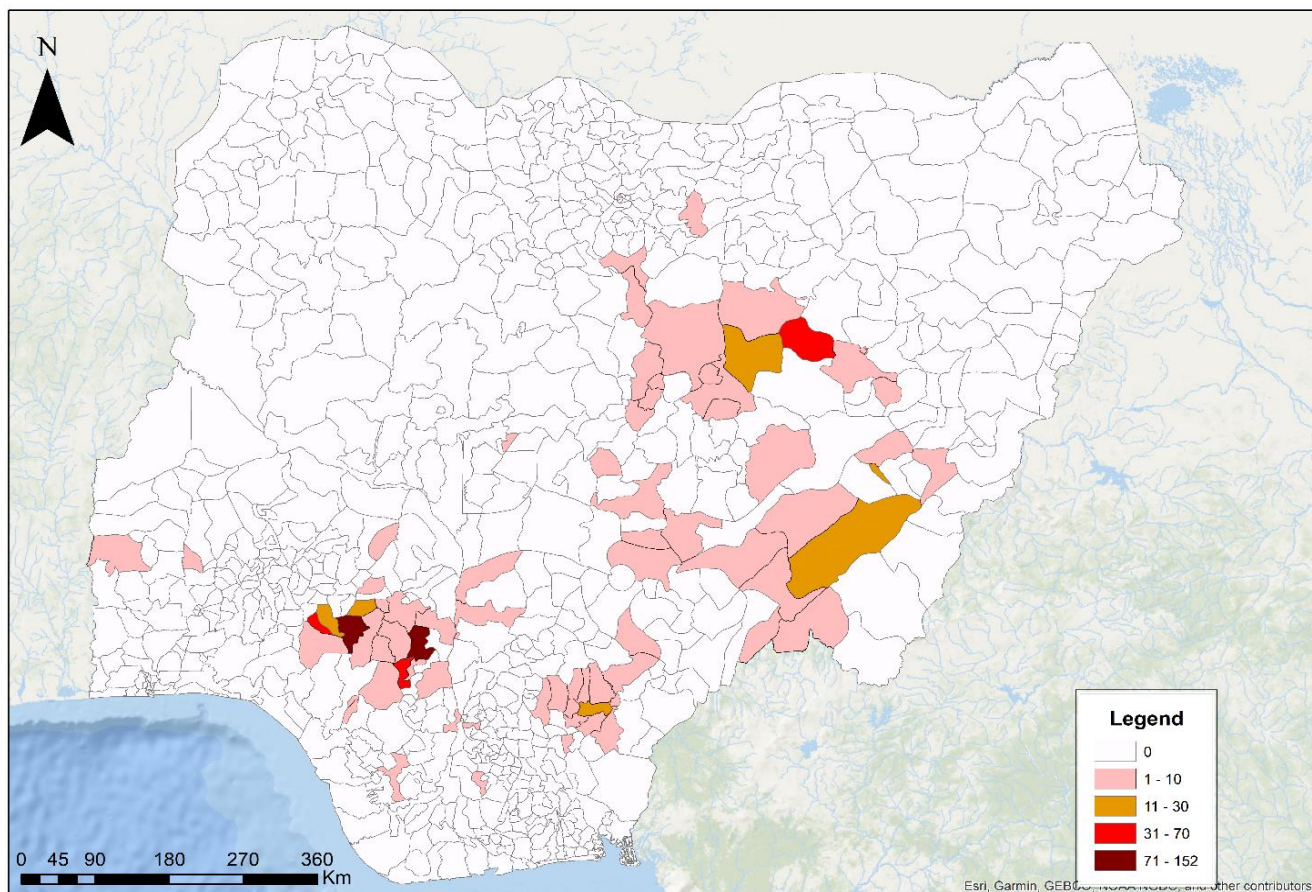 N
Legend
0
1 - 10
11 - 30
31 - 70
71 - 152
0 45 90 180 270 360
Km
Esri, Garmin, GEBCO, NOAA NGDC, and other contributors